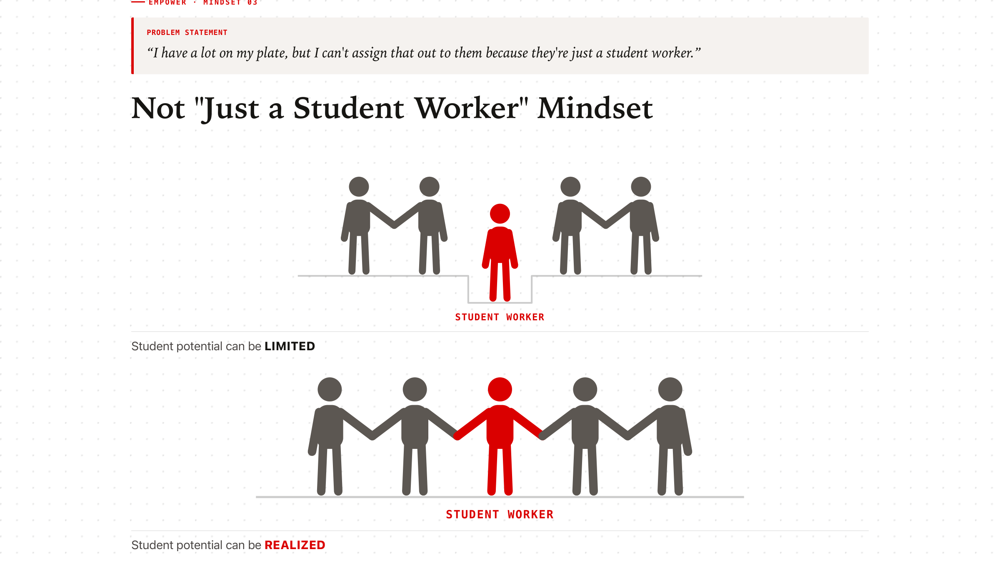 EMPOWER · MINDSET 03
PROBLEM STATEMENT
“I have a lot on my plate, but I can't assign that out to them because they're just a student worker.”
Not "Just a Student Worker" Mindset
STUDENT WORKER
Student potential can be LIMITED
STUDENT WORKER
Student potential can be REALIZED